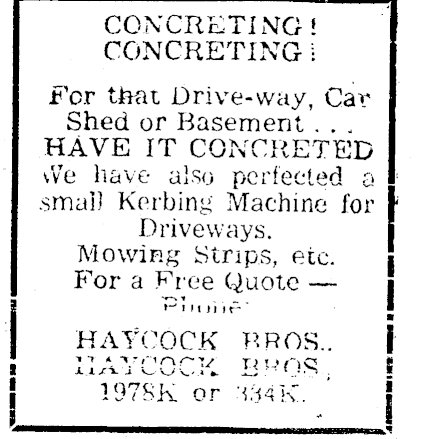 CONCRETING!
CONCRETING!
For that Drive-way, Car
Shed or Basement . . .
HAVE IT CONCRETED
We have also perfected a
small Kerbing Machine for
Driveways.
Mowing Strips, etc.
For a Free Quote —
Phone
HAYCOCK BROS.
HAYCOCK BROS.
1978K or 334K.